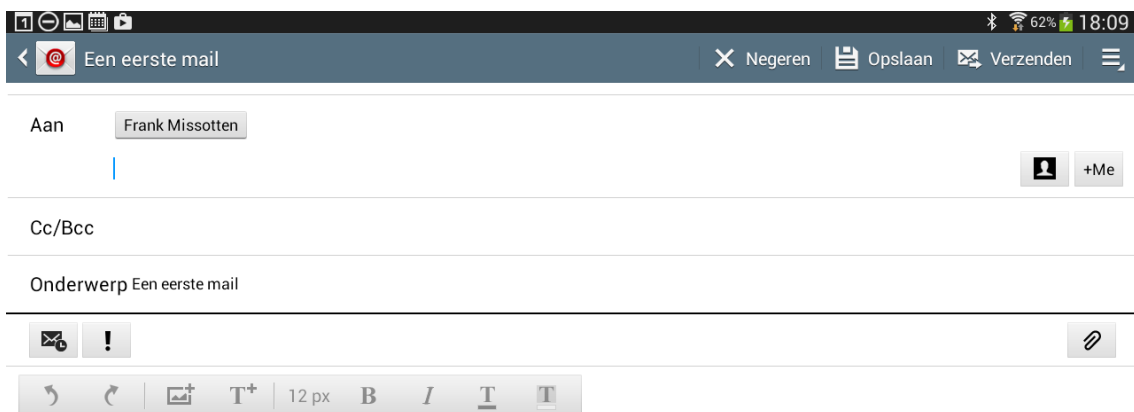 1 62% 18:09
Een eerste mail Negeren Opslaan Verzenden
Aan Frank Missotten
+Me
Cc/Bcc
Onderwerp Een eerste mail
!
T+ 12 px B I T T